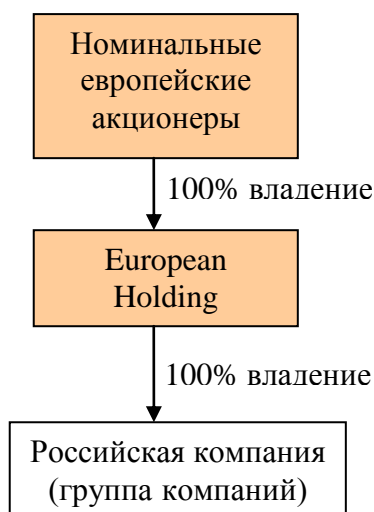 Номинальные
европейские
акционеры
100% владение
European
Holding
100% владение
Российская компания
(группа компаний)